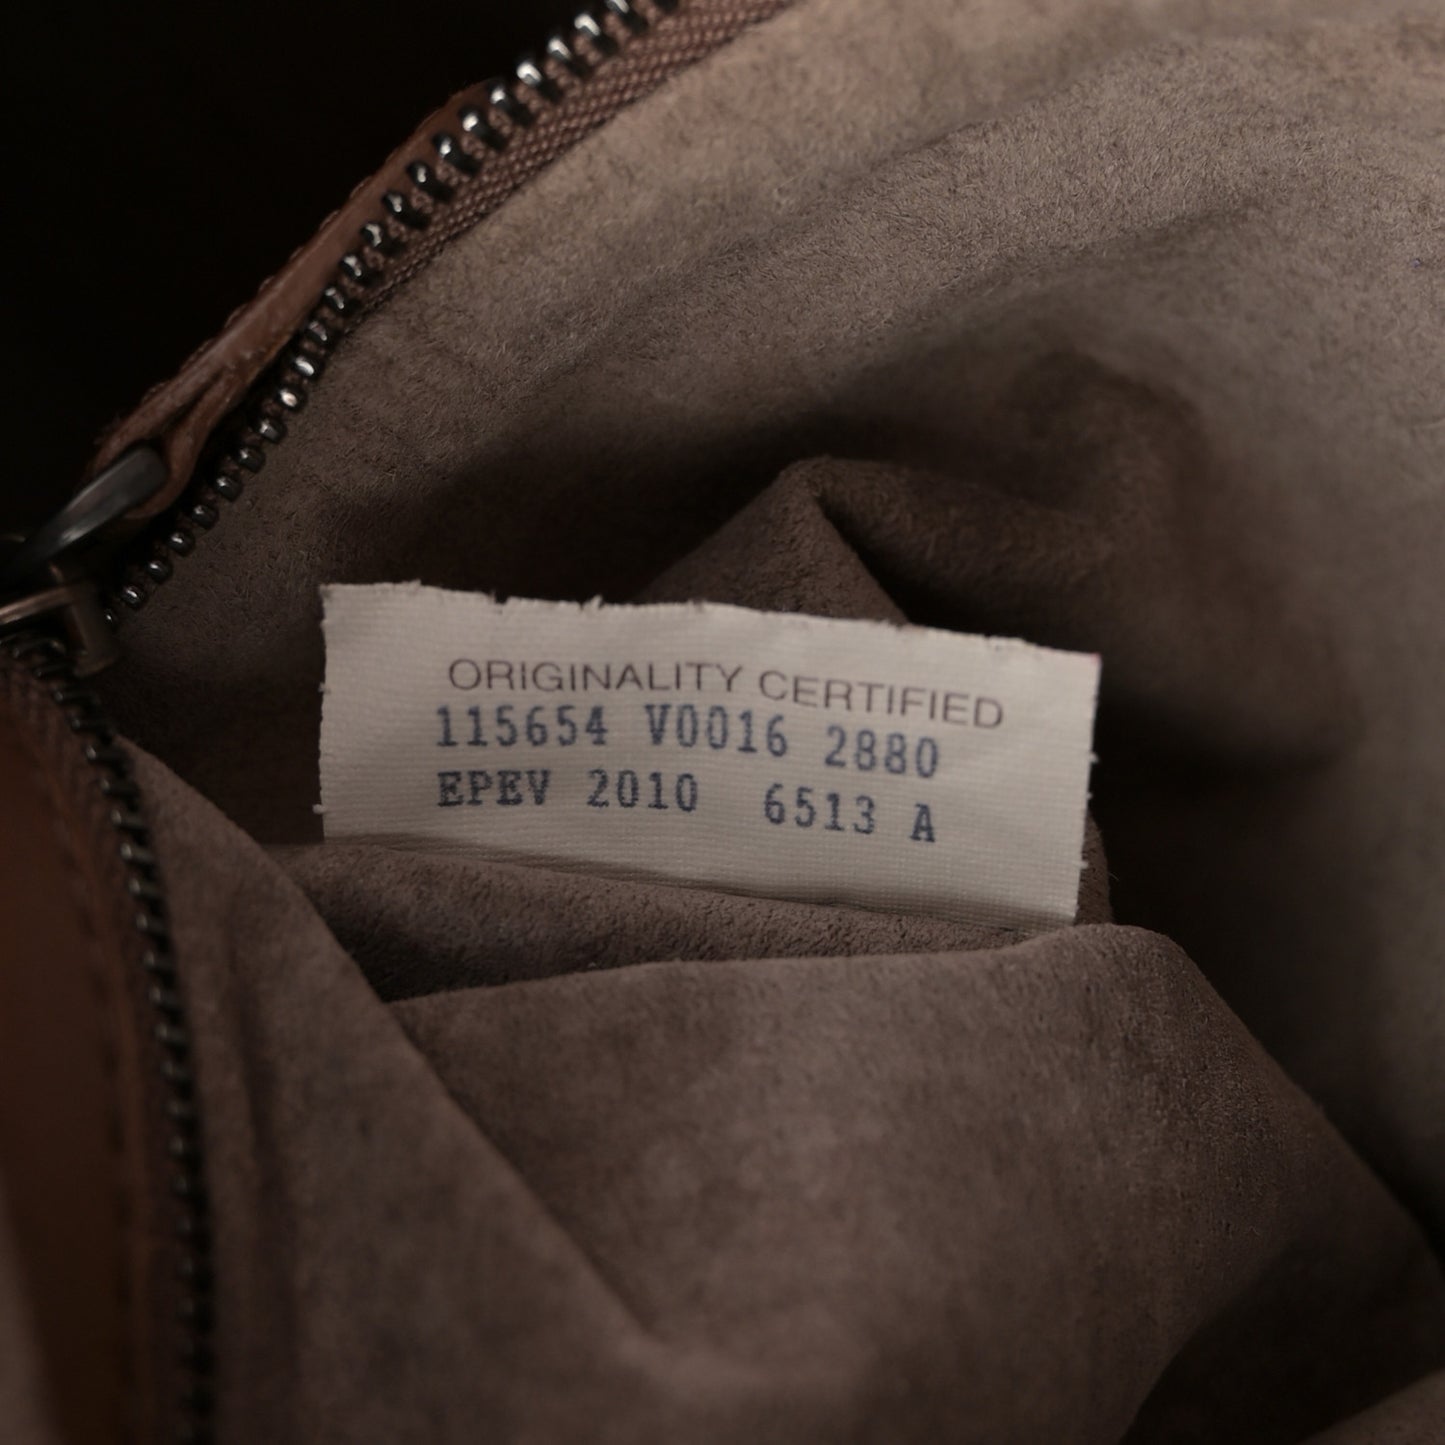 ORIGINALITY CERTIFIED
115654 V0016 2880
EPEV 2010 6513 A